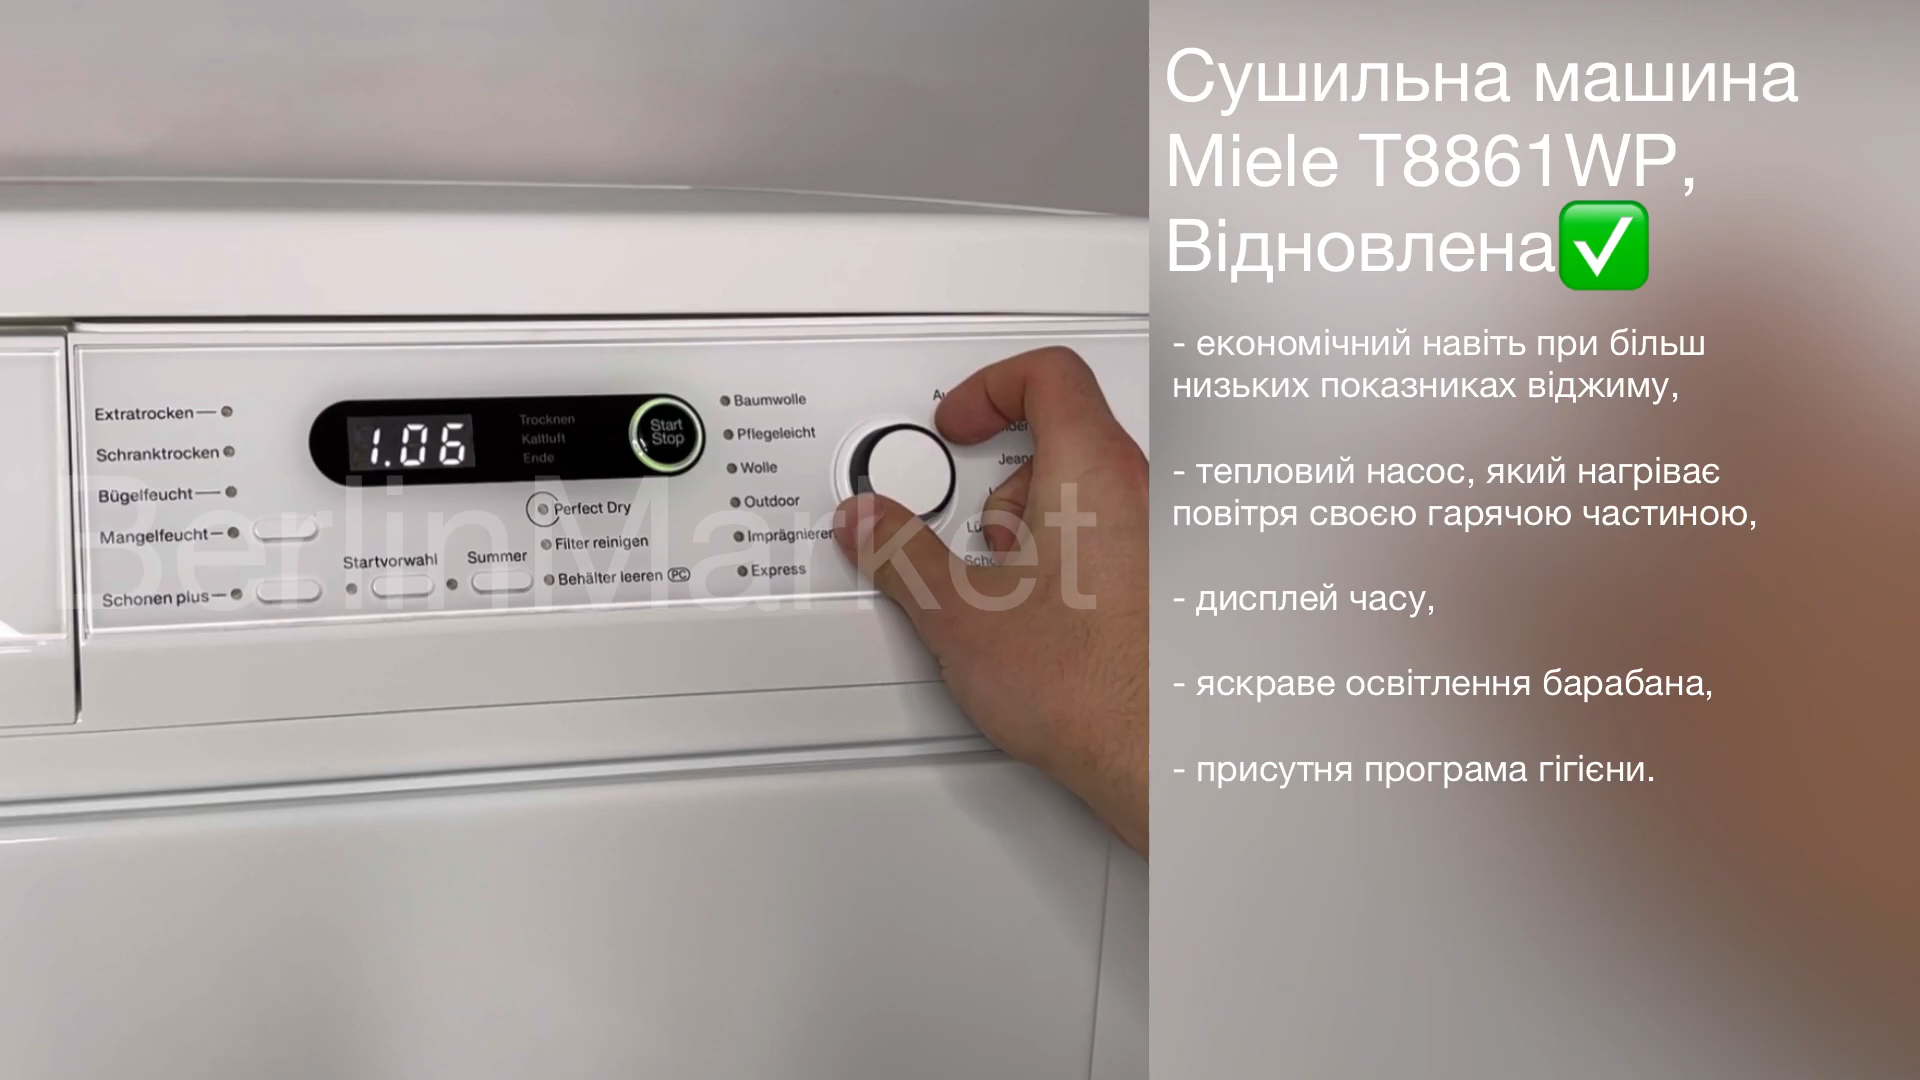 Сушильна машина
Miele T8861WP,
Відновлена✅
- економічний навіть при більш
низьких показниках віджиму,
- тепловий насос, який нагріває
повітря своєю гарячою частиною,
- дисплей часу,
- яскраве освітлення барабана,
- присутня програма гігієни.
Extratrocken
Schranktrocken
Bügelfeucht
Mangelfeucht
Schonen plus
1.06
Trocknen
Kaltluft
Ende
Start
Stop
Perfect Dry
Filter reinigen
Behälter leeren PC
Startvorwahl
Summer
Baumwolle
Pflegeleicht
Wolle
Outdoor
Imprägnieren
Express
BerlinMarket